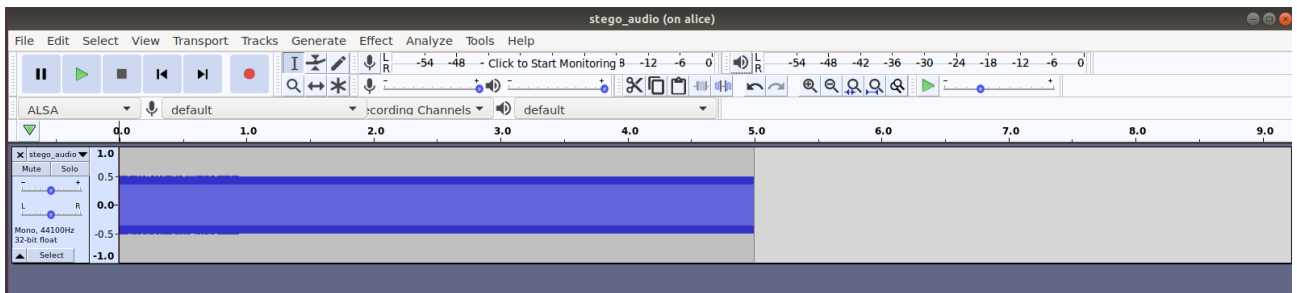 stego_audio (on alice)
File Edit Select View Transport Tracks Generate Effect Analyze Tools Help
L R -54 -48 - Click to Start Monitoring 8 -12 -6 0 L R -54 -48 -42 -36 -30 -24 -18 -12 -6 0
- + - + - +
ALSA default ecording Channels default
0.0 1.0 2.0 3.0 4.0 5.0 6.0 7.0 8.0 9.0
x stego_audio 1.0
Mute Solo
- + 0.5
L R 0.0
Mono, 44100Hz
32-bit float -0.5
Select -1.0